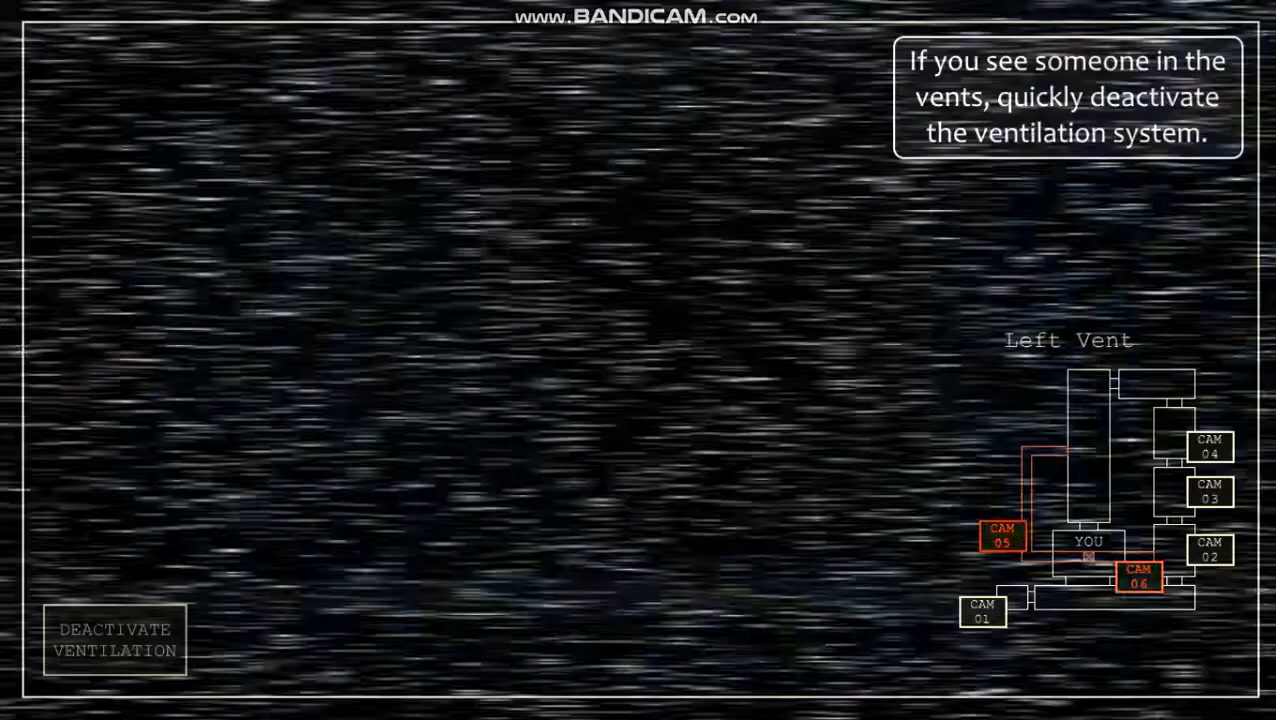 www.BANDICAM.com
If you see someone in the
vents, quickly deactivate
the ventilation system.
Left Vent
CAM
04
CAM
03
CAM
05
YOU
CAM
02
CAM
06
CAM
01
DEACTIVATE
VENTILATION